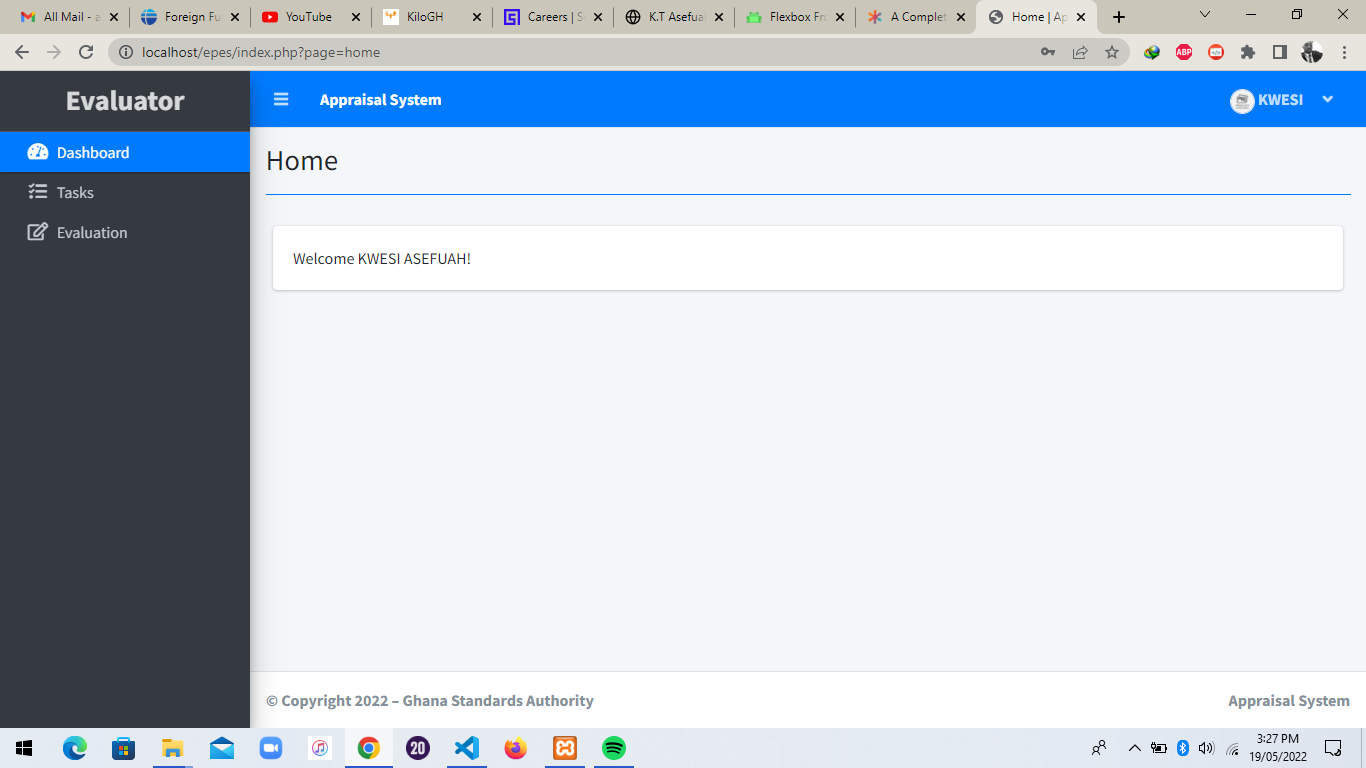 All Mail - a
Foreign Fu
YouTube
KiloGH
Careers | S
K.T Asefua
Flexbox Fro
A Complet
Home | Ap
localhost/epes/index.php?page=home
ABP
Evaluator
Appraisal System
KWESI
Dashboard
Home
Tasks
Evaluation
Welcome KWESI ASEFUAH!
© Copyright 2022 – Ghana Standards Authority
Appraisal System
20
3:27 PM
19/05/2022